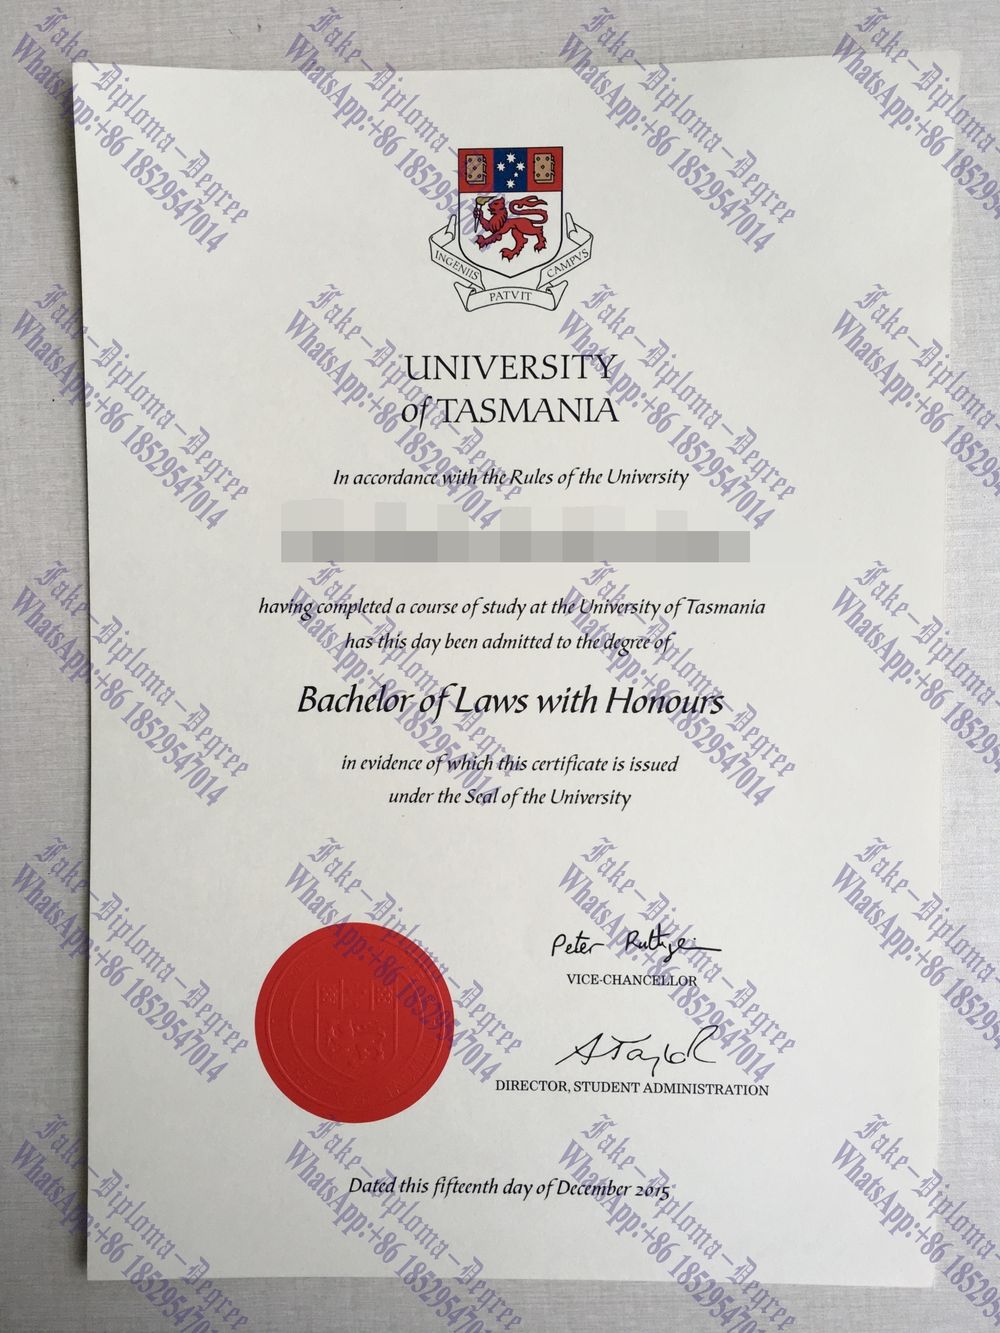 INGENIIS PATVIT CAMPVS
UNIVERSITY
of TASMANIA
In accordance with the Rules of the University
having completed a course of study at the University of Tasmania
has this day been admitted to the degree of
Bachelor of Laws with Honours
in evidence of which this certificate is issued
under the Seal of the University
Peter
VICE-CHANCELLOR
ATaylor
DIRECTOR, STUDENT ADMINISTRATION
Dated this fifteenth day of December 2015
Fake-Diploma-Degree
WhatsApp:+86 18529547014